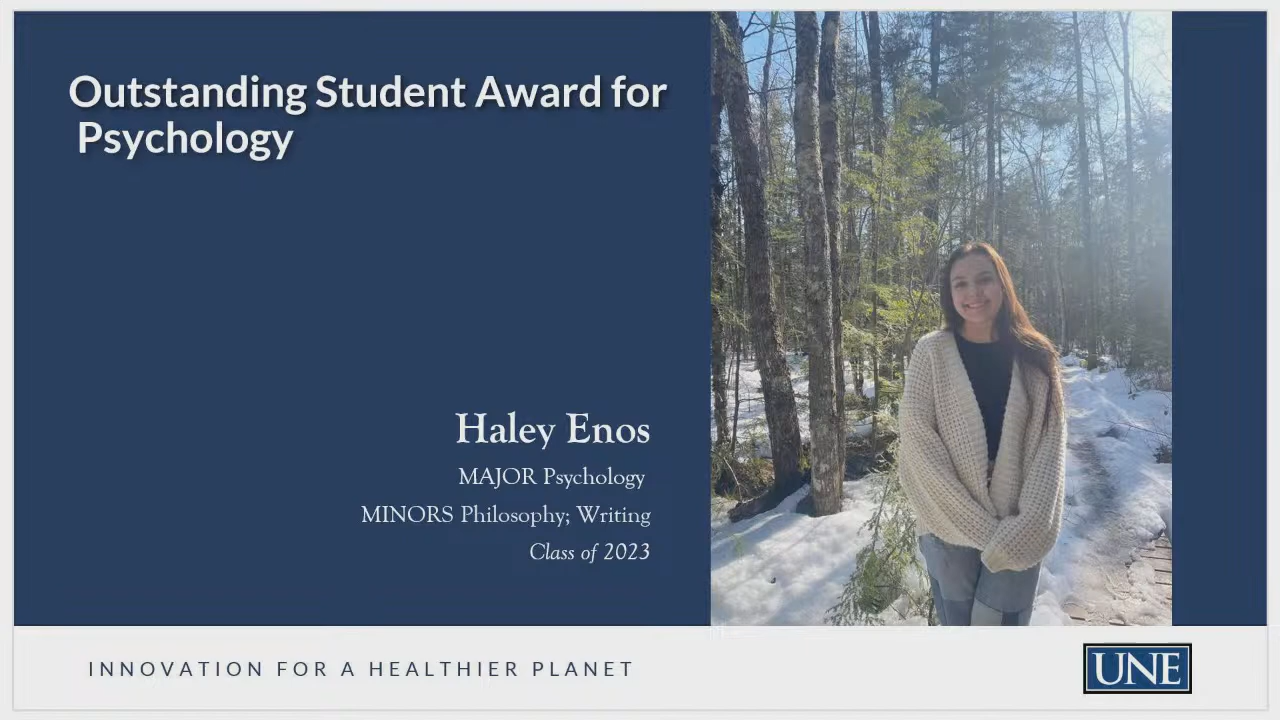 Outstanding Student Award for
Psychology
Haley Enos
MAJOR Psychology
MINORS Philosophy; Writing
Class of 2023
INNOVATION FOR A HEALTHIER PLANET
UNE